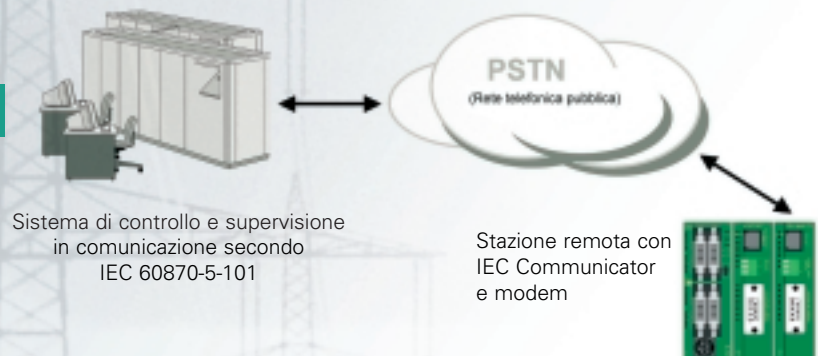 PSTN
(Rete telefonica pubblica)
Sistema di controllo e supervisione
in comunicazione secondo
IEC 60870-5-101
Stazione remota con
IEC Communicator
e modem